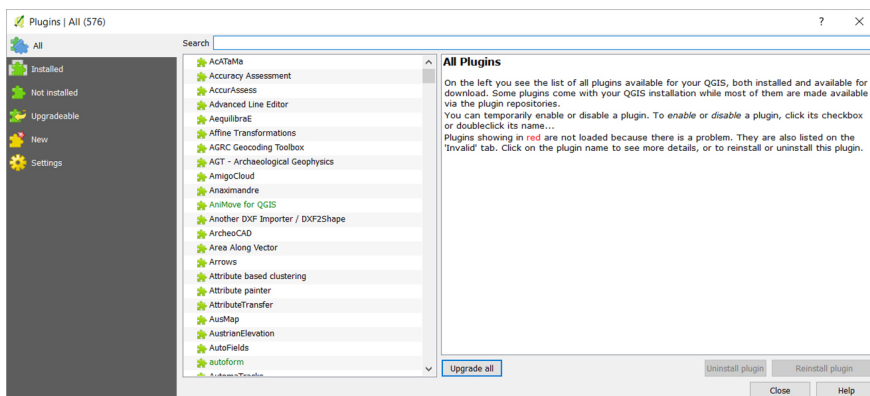 Plugins | All (576)
? ×
All
Installed
Not installed
Upgradeable
New
Settings
Search
AcATaMa
Accuracy Assessment
AccurAssess
Advanced Line Editor
AequilibraE
Affine Transformations
AGRC Geocoding Toolbox
AGT - Archaeological Geophysics
AmigoCloud
Anaximandre
AniMove for QGIS
Another DXF Importer / DXF2Shape
ArcheoCAD
Area Along Vector
Arrows
Attribute based clustering
Attribute painter
AttributeTransfer
AusMap
AustrianElevation
AutoFields
autoform
AutomaTracks
All Plugins
On the left you see the list of all plugins available for your QGIS, both installed and available for
download. Some plugins come with your QGIS installation while most of them are made available
via the plugin repositories.
You can temporarily enable or disable a plugin. To enable or disable a plugin, click its checkbox
or doubleclick its name...
Plugins showing in red are not loaded because there is a problem. They are also listed on the
'Invalid' tab. Click on the plugin name to see more details, or to reinstall or uninstall this plugin.
Upgrade all
Uninstall plugin
Reinstall plugin
Close
Help